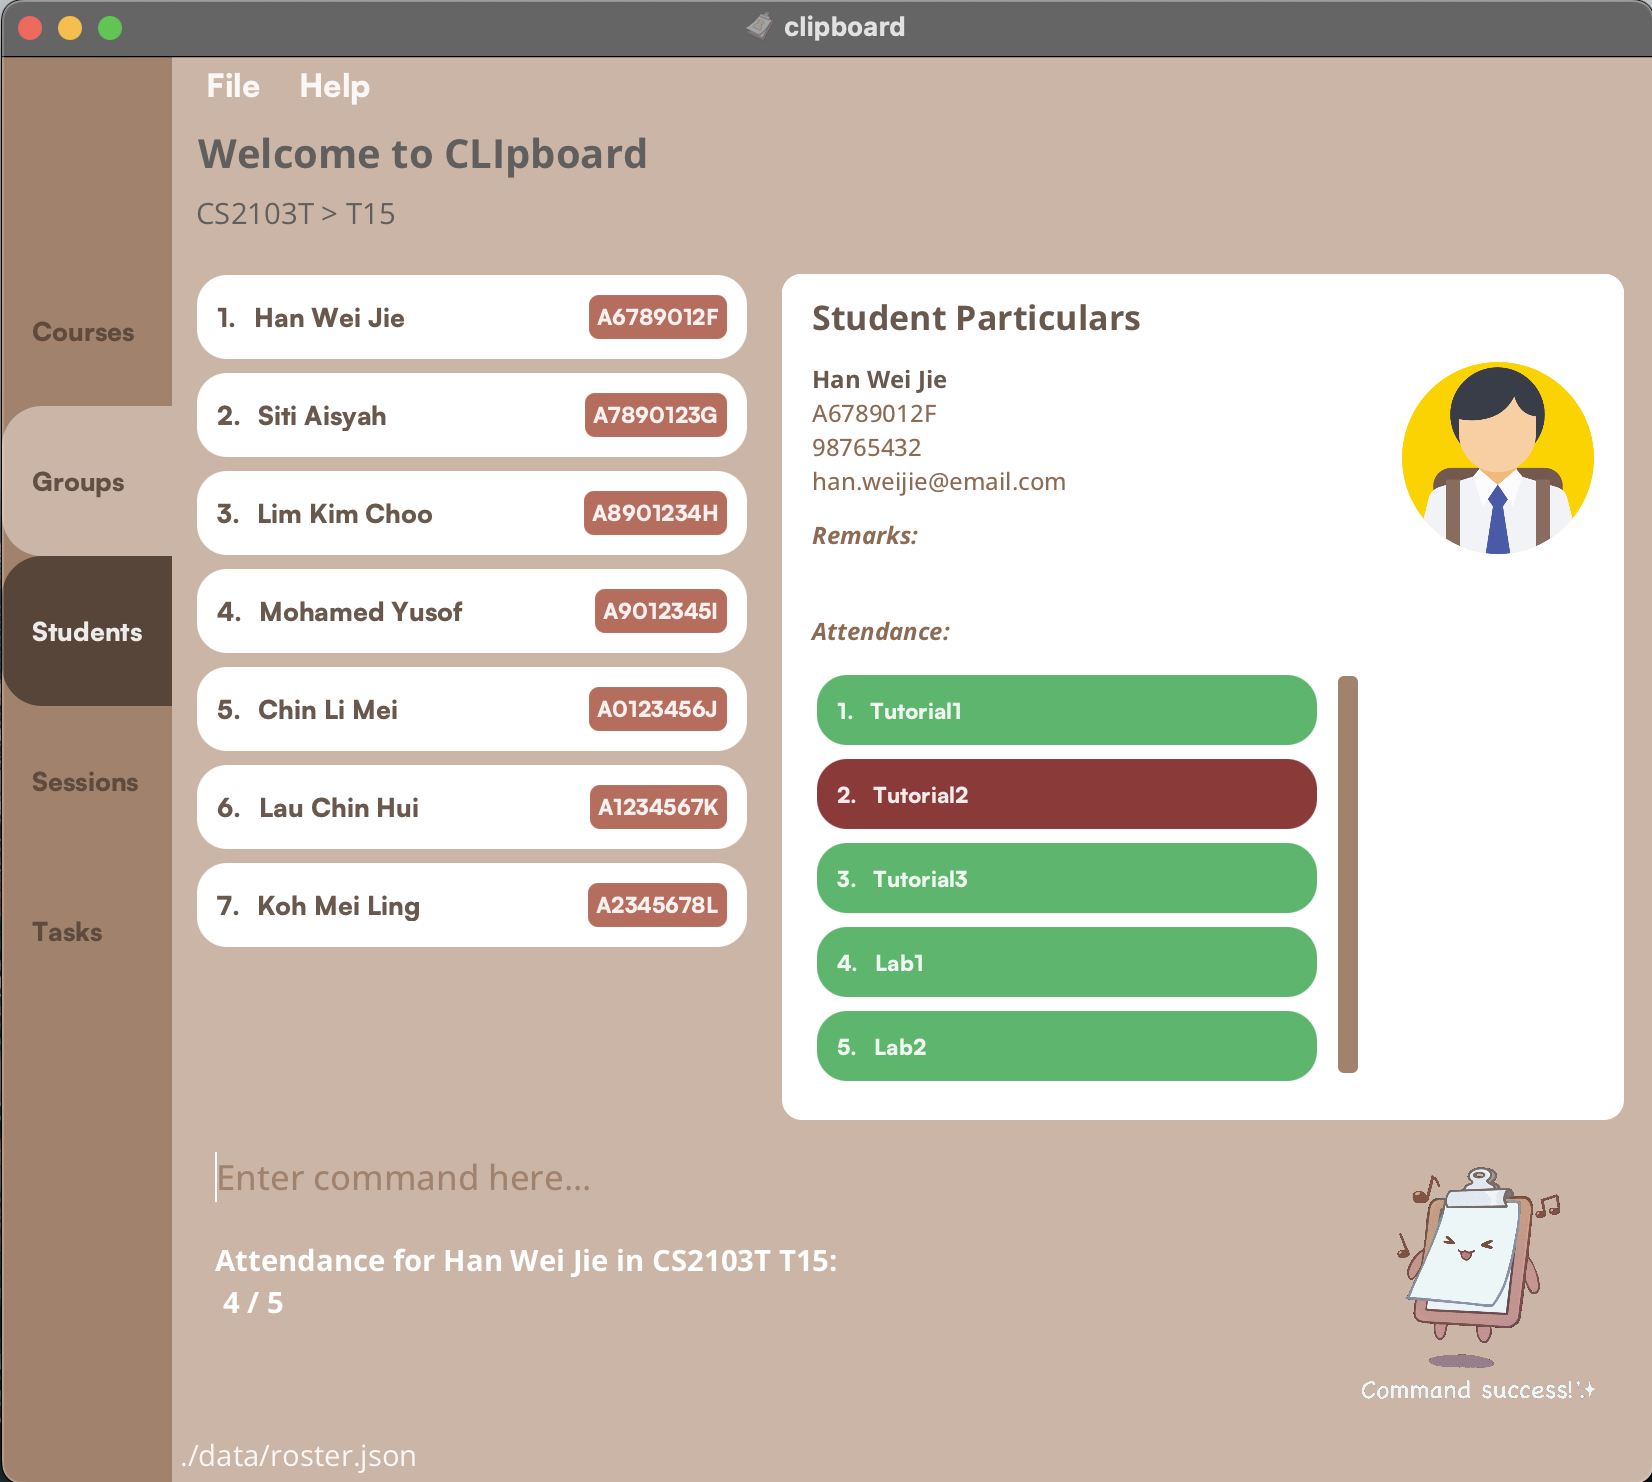 clipboard
File Help
Welcome to CLIpboard
CS2103T > T15
Courses
Groups
Students
Sessions
Tasks
1. Han Wei Jie A6789012F
2. Siti Aisyah A7890123G
3. Lim Kim Choo A8901234H
4. Mohamed Yusof A9012345I
5. Chin Li Mei A0123456J
6. Lau Chin Hui A1234567K
7. Koh Mei Ling A2345678L
Student Particulars
Han Wei Jie
A6789012F
98765432
han.weijie@email.com
Remarks:
Attendance:
1. Tutorial1
2. Tutorial2
3. Tutorial3
4. Lab1
5. Lab2
Enter command here...
Attendance for Han Wei Jie in CS2103T T15:
4 / 5
Command success!
./data/roster.json